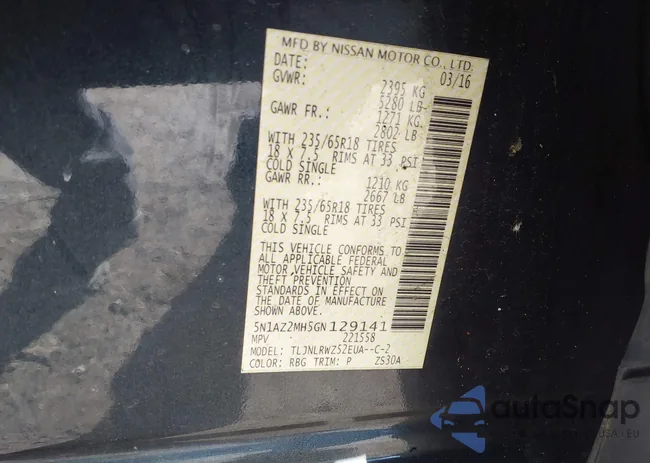 MFD BY NISSAN MOTOR CO., LTD.
DATE: 03/16
GVWR: 2395 KG
5280 LB
GAWR FR.: 1271 KG
2802 LB
WITH 235/65R18 TIRES
18 X 7.5 RIMS AT 33 PSI
COLD SINGLE
GAWR RR.: 1210 KG
2667 LB
WITH 235/65R18 TIRES
18 X 7.5 RIMS AT 33 PSI
COLD SINGLE
THIS VEHICLE CONFORMS TO
ALL APPLICABLE FEDERAL
MOTOR VEHICLE SAFETY AND
THEFT PREVENTION
STANDARDS IN EFFECT ON
THE DATE OF MANUFACTURE
SHOWN ABOVE.
5N1AZ2MH5GN129141
MPV 221558
MODEL: TLJNLRWZ52EUA--C-2
COLOR: RBG TRIM: P Z530A
autoSnap
USA-EU